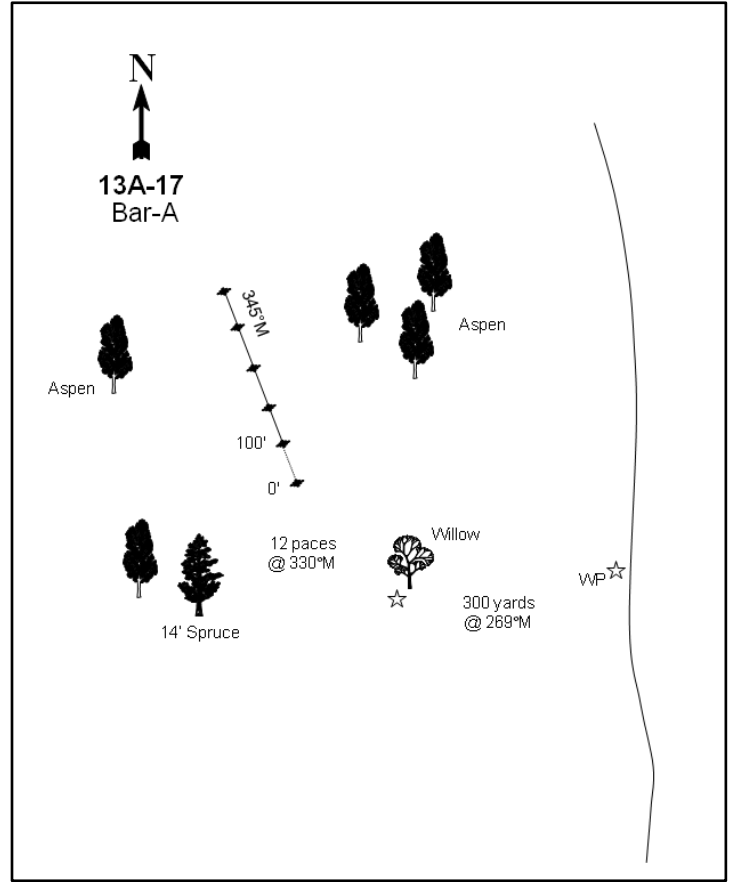 N
13A-17
Bar-A
345°M
Aspen
Aspen
100'
0'
12 paces
@ 330°M
Willow
WP
300 yards
@ 269°M
14' Spruce